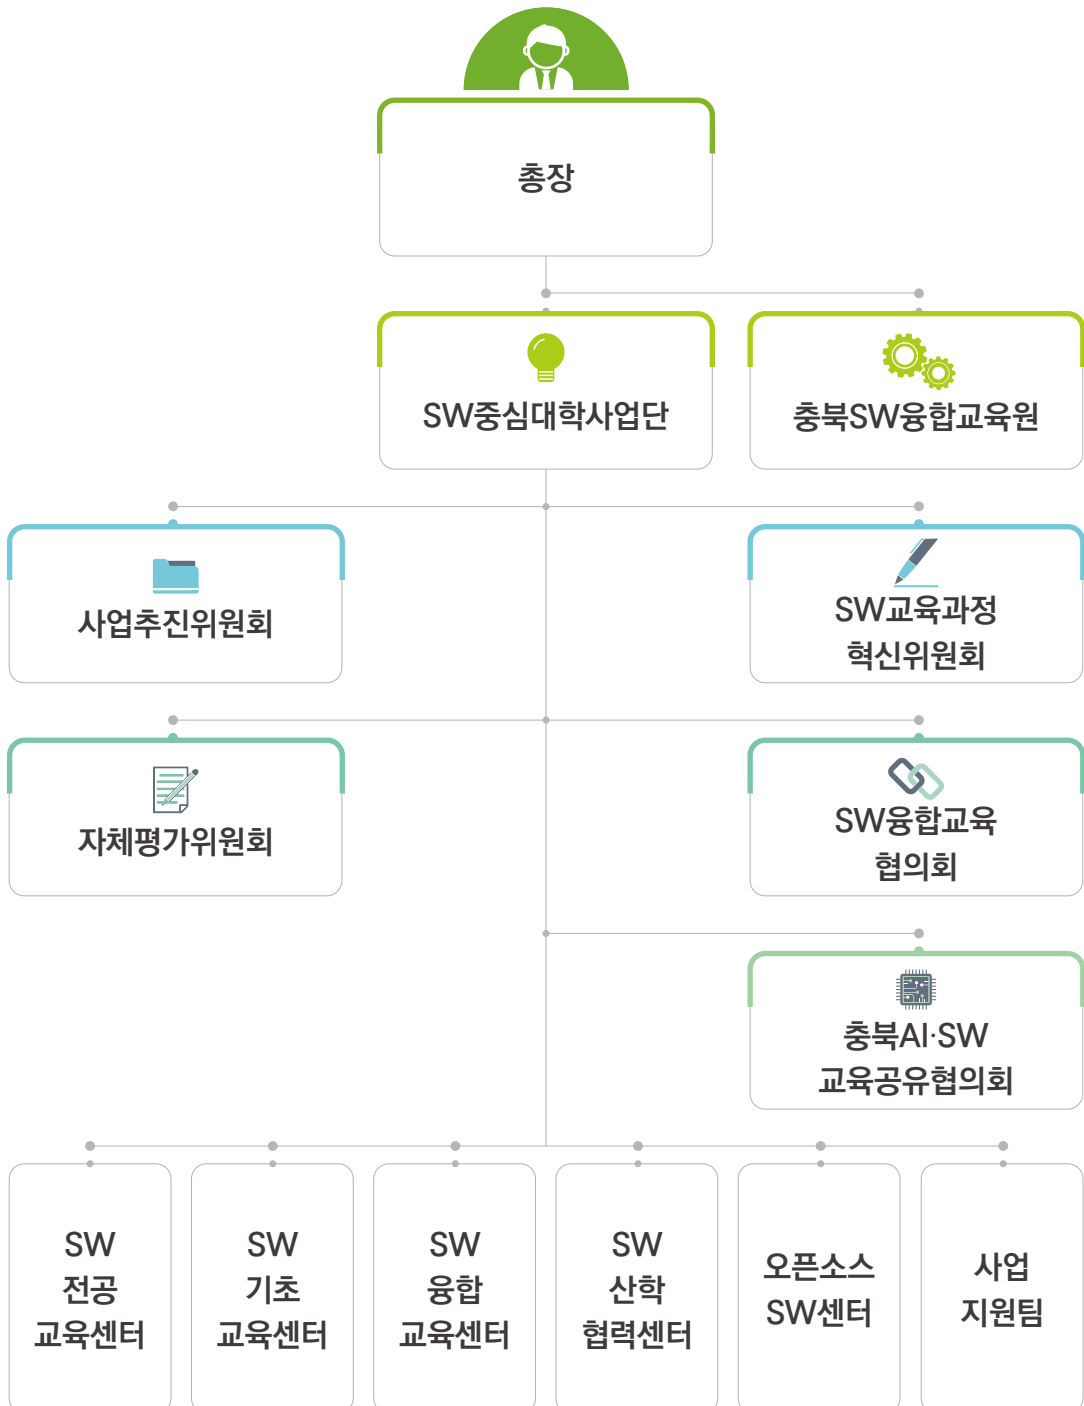 총장
SW중심대학사업단
충북SW융합교육원
사업추진위원회
SW교육과정
혁신위원회
자체평가위원회
SW융합교육
협의회
충북AI·SW
교육공유협의회
SW
전공
교육센터
SW
기초
교육센터
SW
융합
교육센터
SW
산학
협력센터
오픈소스
SW센터
사업
지원팀